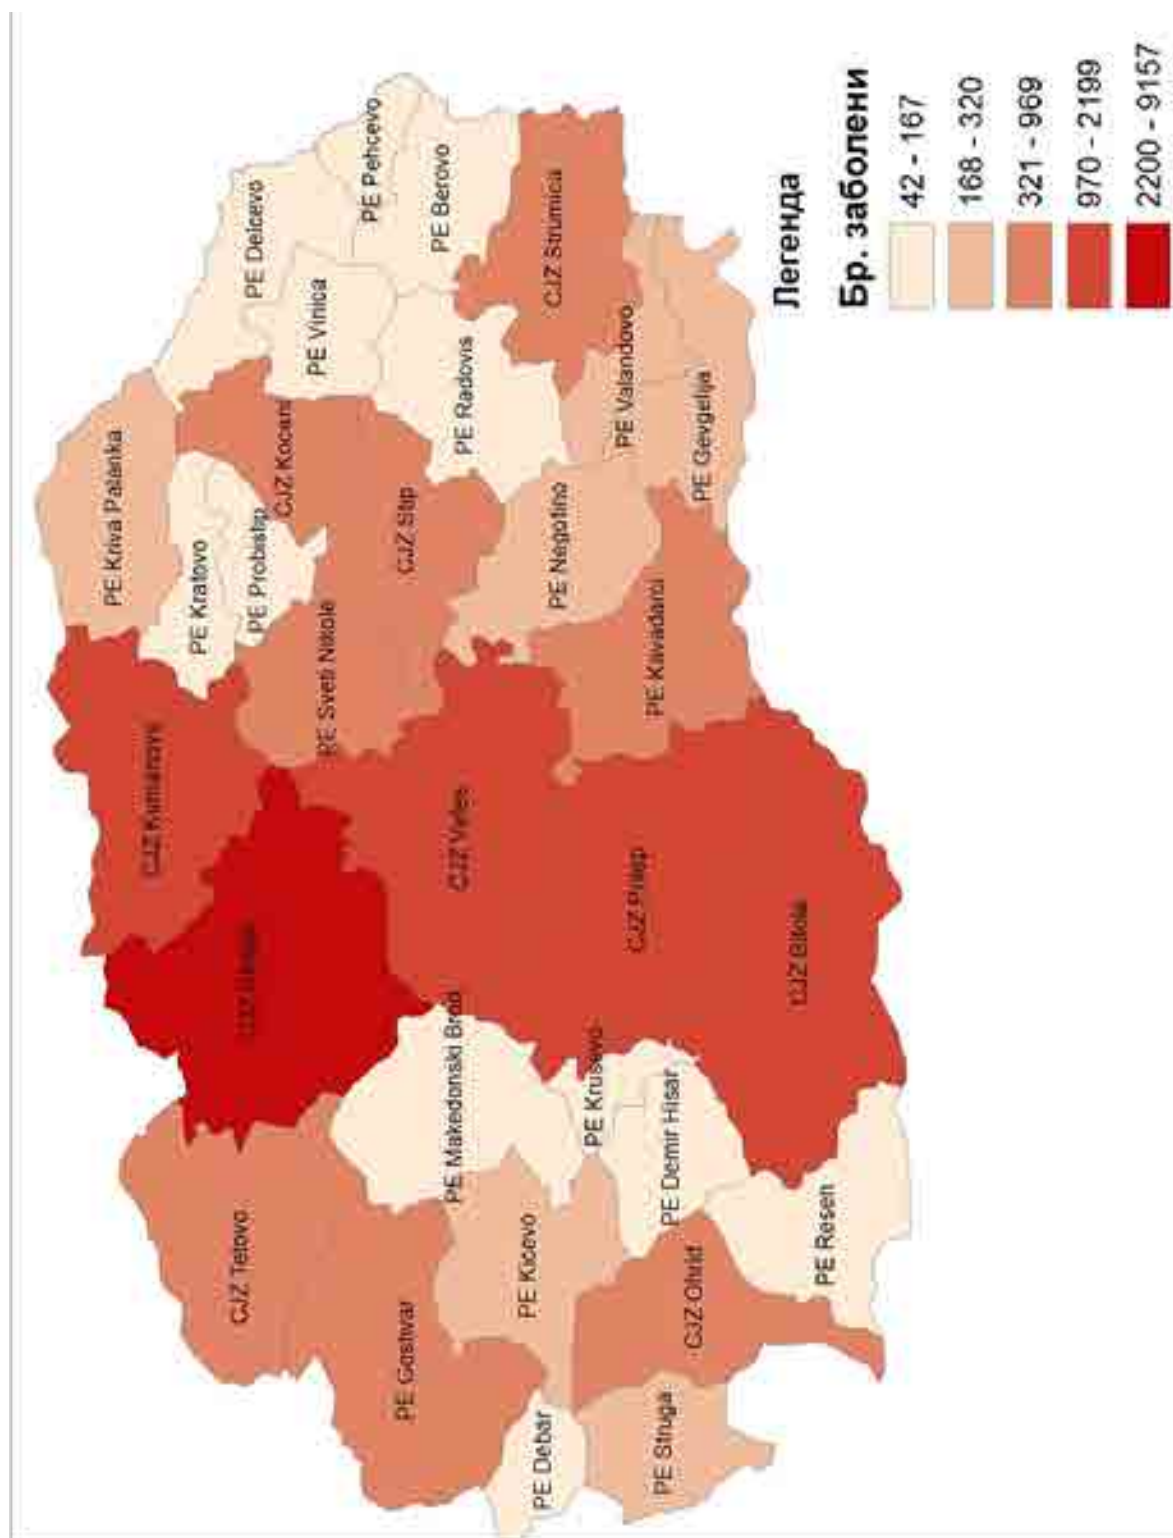 PE Kriva Palanka
CJZ Kumanovo
PE Kratovo
PE Delcevo
PE Probistip
CJZ Kocani
CJZ Tetovo
PE Vinica
PE Sveti Nikole
PE Pehcevo
PE Berovo
CJZ Stip
PE Gostivar
PE Makedonski Brod
CJZ Veles
PE Radovis
CJZ Strumica
PE Kicevo
PE Debar
PE Negotino
PE Krusevo
PE Valandovo
CJZ Prilep
PE Kavadarci
PE Demir Hisar
PE Struga
CJZ Ohrid
PE Gevgelija
CJZ Bitola
PE Resen
Легенда
Бр. заболени
42 - 167
168 - 320
321 - 969
970 - 2199
2200 - 9157